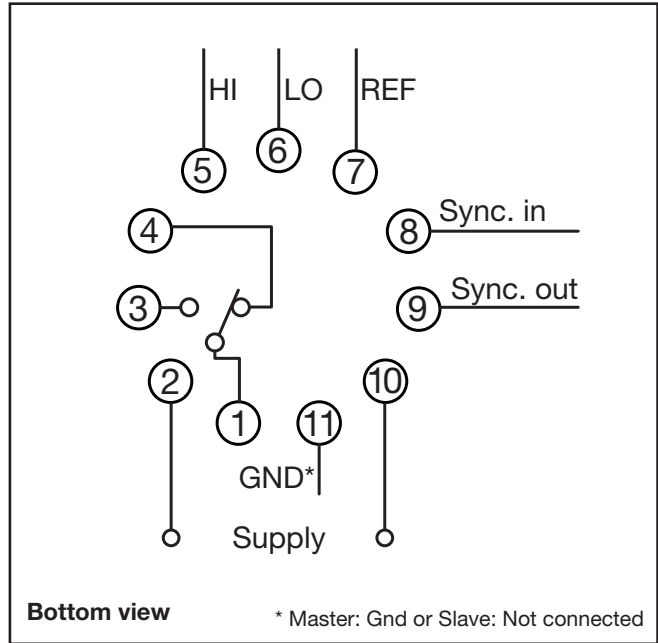 HI LO REF
5 6 7
4 8 Sync. in
3 9 Sync. out
2 10
1 11
GND*
Supply
Bottom view * Master: Gnd or Slave: Not connected